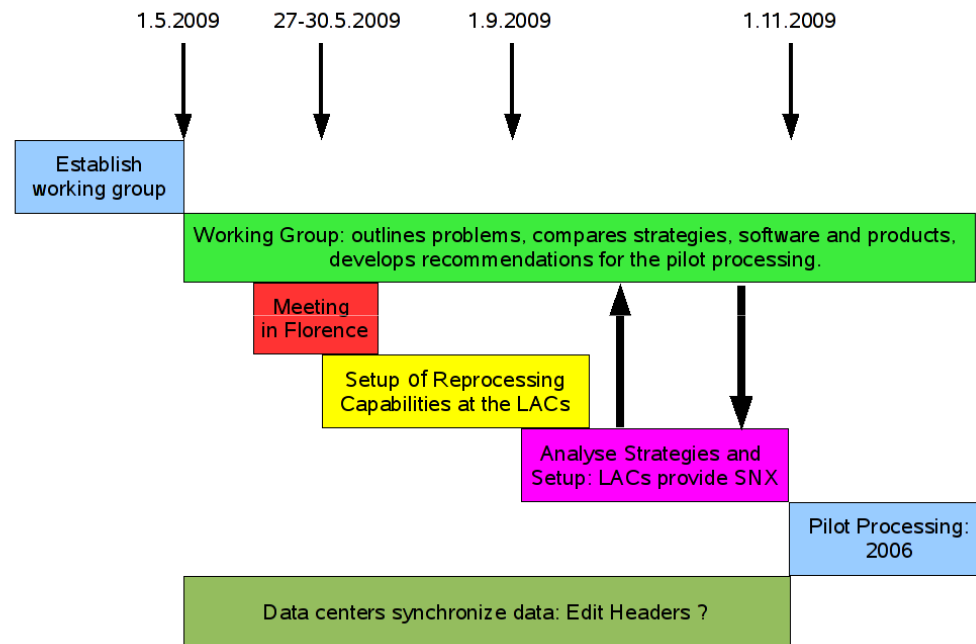 1.5.2009 27-30.5.2009 1.9.2009 1.11.2009
Establish
working group
Working Group: outlines problems, compares strategies, software and products,
develops recommendations for the pilot processing.
Meeting
in Florence
Setup of Reprocessing
Capabilities at the LACs
Analyse Strategies and
Setup: LACs provide SNX
Pilot Processing:
2006
Data centers synchronize data: Edit Headers ?